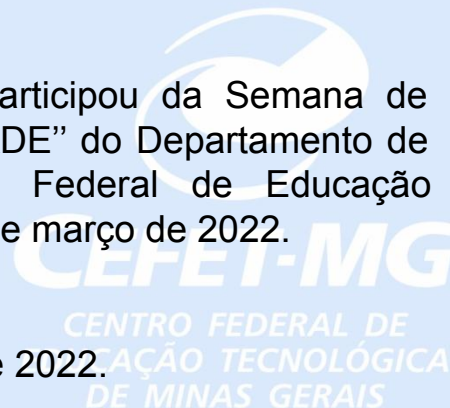 articipou da Semana de
DE” do Departamento de
Federal de Educação
e março de 2022.
CEFET-MG
CENTRO FEDERAL DE
EDUCAÇÃO TECNOLÓGICA
e 2022.
DE MINAS GERAIS